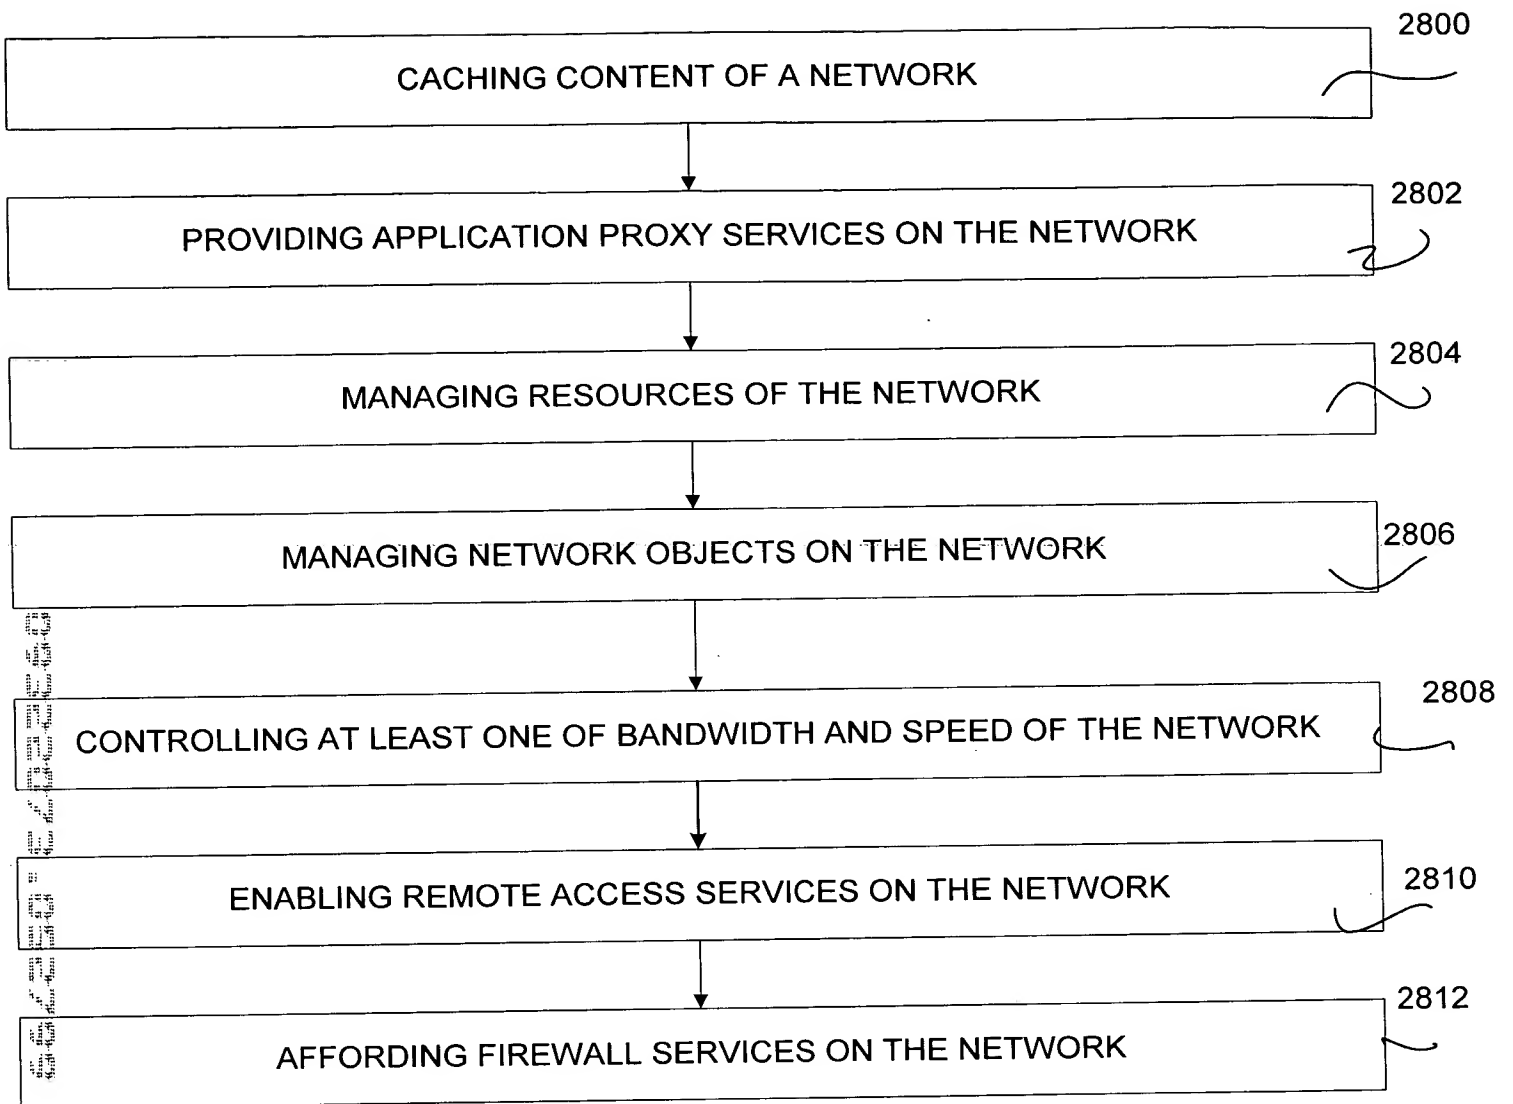 2800
CACHING CONTENT OF A NETWORK
2802
PROVIDING APPLICATION PROXY SERVICES ON THE NETWORK
2804
MANAGING RESOURCES OF THE NETWORK
2806
MANAGING NETWORK OBJECTS ON THE NETWORK
2808
CONTROLLING AT LEAST ONE OF BANDWIDTH AND SPEED OF THE NETWORK
2810
ENABLING REMOTE ACCESS SERVICES ON THE NETWORK
2812
AFFORDING FIREWALL SERVICES ON THE NETWORK